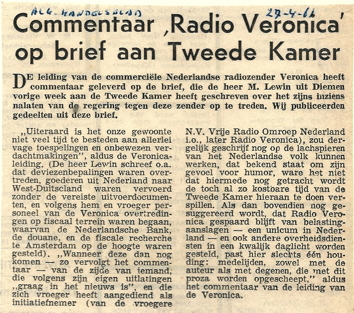 ALG. HANDELSBLAD
29-4-66
Commentaar ‚Radio Veronica’
op brief aan Tweede Kamer
DE leiding van de commerciële Nederlandse radiozender Veronica heeft
commentaar geleverd op de brief, die de heer M. Lewin uit Diemen
vorige week aan de Tweede Kamer heeft geschreven over het zijns inziens
nalaten van de regering tegen deze zender op te treden. Wij publiceerden
gedeelten uit deze brief.
„Uiteraard is het onze gewoonte
niet veel tijd te besteden aan allerlei
vage toespelingen en onbewezen ver-
dachtmakingen”, aldus de Veronica-
leiding, (De heer Lewin schreef o.a.
dat deviezenbepalingen waren over-
treden, goederen uit Nederland naar
West-Duitscland waren vervoerd
zonder de vereiste uitvoerdocumen-
ten, en volgens hem en vroeger per-
soneel van de Veronica overtredin-
gen op fiscaal terrein waren begaan,
waarvan de Nederlandsche Bank,
de douane, en de fiscale recherche
te Amsterdam op de hoogte waren
gesteld). „Wanneer deze dan nog
komen — zo vervolgt het commen-
taar — van de zijde van iemand,
die volgens zijn eigen uitlatingen
„graag in het nieuws is”, en die
zich vroeger heeft aangediend als
initiatiefnemer (van de vroegere
N.V. Vrije Radio Omroep Nederland
i.o., later Radio Veronica), zou der-
gelijk geschrijf nog op de lachspieren
van het Nederlandse volk kunnen
werken, dat bekend staat om zijn
gevoel voor humor, ware het niet
dat hiermede nog getracht wordt
de toch al zo kostbare tijd van de
Tweede Kamer hieraan te doen ver-
spillen. Als dan bovendien nog ge-
suggereerd wordt, dat Radio Vero-
nica gespaard blijft van belasting-
aanslagen — een unicum in Neder-
land — en ook andere overheidsdien-
sten in een kwalijk daglicht worden
gesteld, past hier slechts één hou-
ding: medelijden, zowel met de
auteur als met degenen, die met dit
proza worden opgescheept.” aldus
het commentaar van de leiding van
de Veronica.